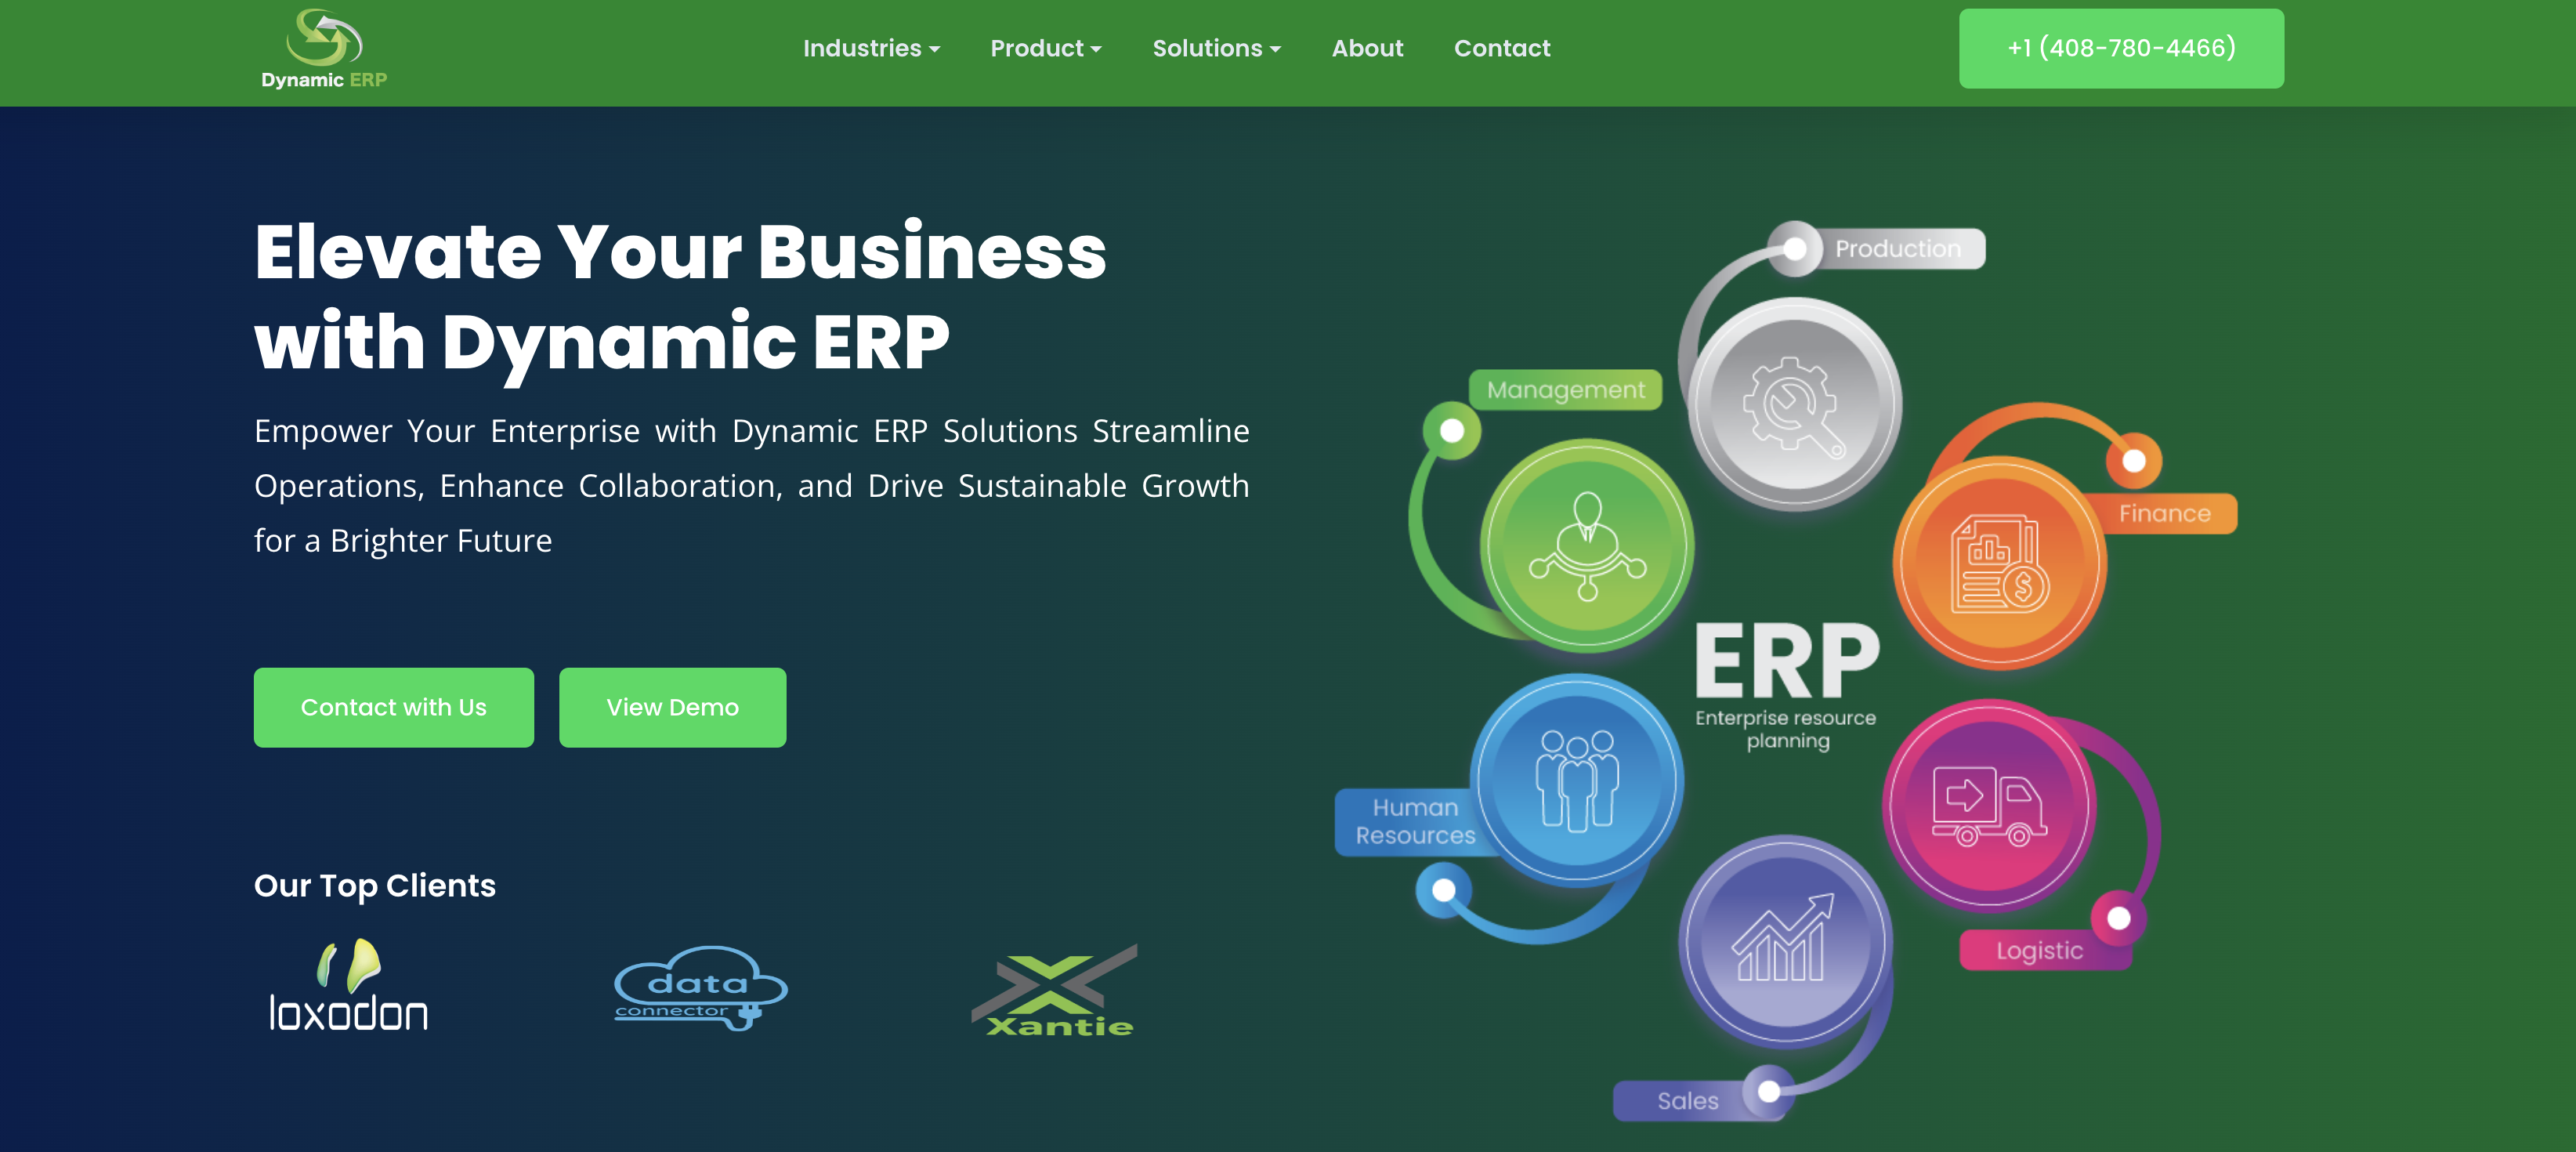 Dynamic ERP
Industries
Product
Solutions
About
Contact
+1 (408-780-4466)
Elevate Your Business
with Dynamic ERP
Empower Your Enterprise with Dynamic ERP Solutions Streamline
Operations, Enhance Collaboration, and Drive Sustainable Growth
for a Brighter Future
Contact with Us
View Demo
Our Top Clients
loxodon
data
connector
Xantie
Production
Management
Finance
ERP
Enterprise resource
planning
Human
Resources
Logistic
Sales